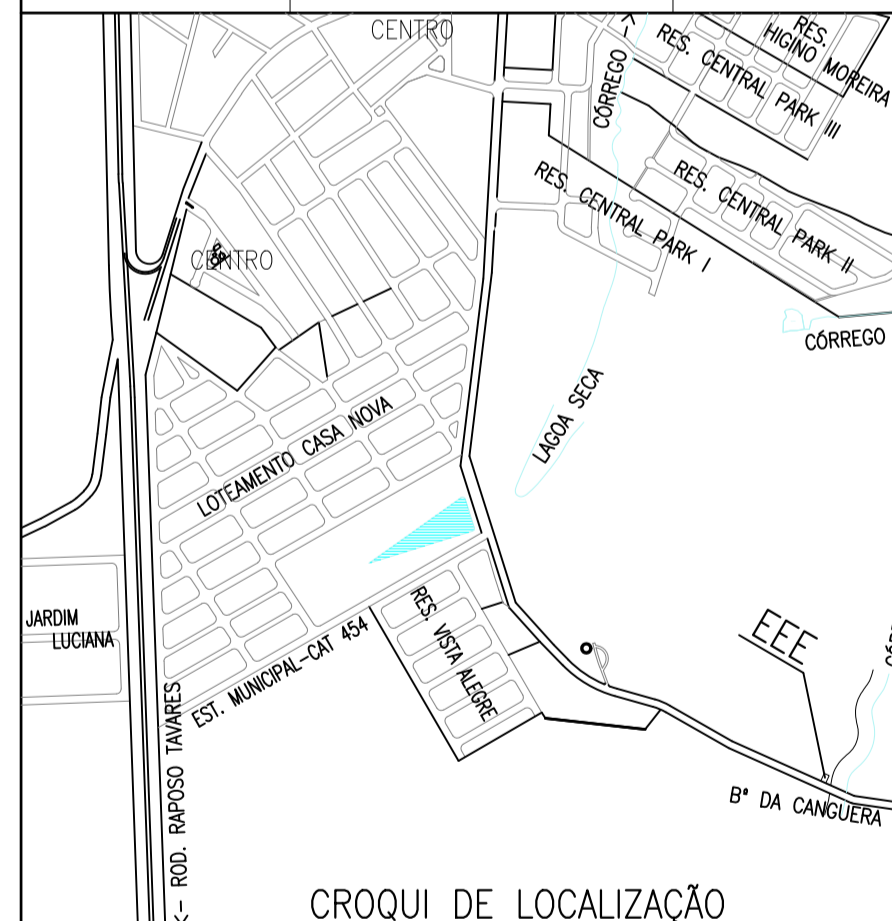 CENTRO
RES.
HIGINO MOREIRA
RES. CENTRAL PARK III
CÓRREGO
RES. CENTRAL PARK I
RES. CENTRAL PARK II
CENTRO
CÓRREGO
LAGOA SECA
LOTEAMENTO CASA NOVA
JARDIM
LUCIANA
RES. VISTA ALEGRE
EST. MUNICIPAL-CAT 454
EEE
ROD. RAPOSO TAVARES
Bº DA CANGUERA
CROQUI DE LOCALIZAÇÃO